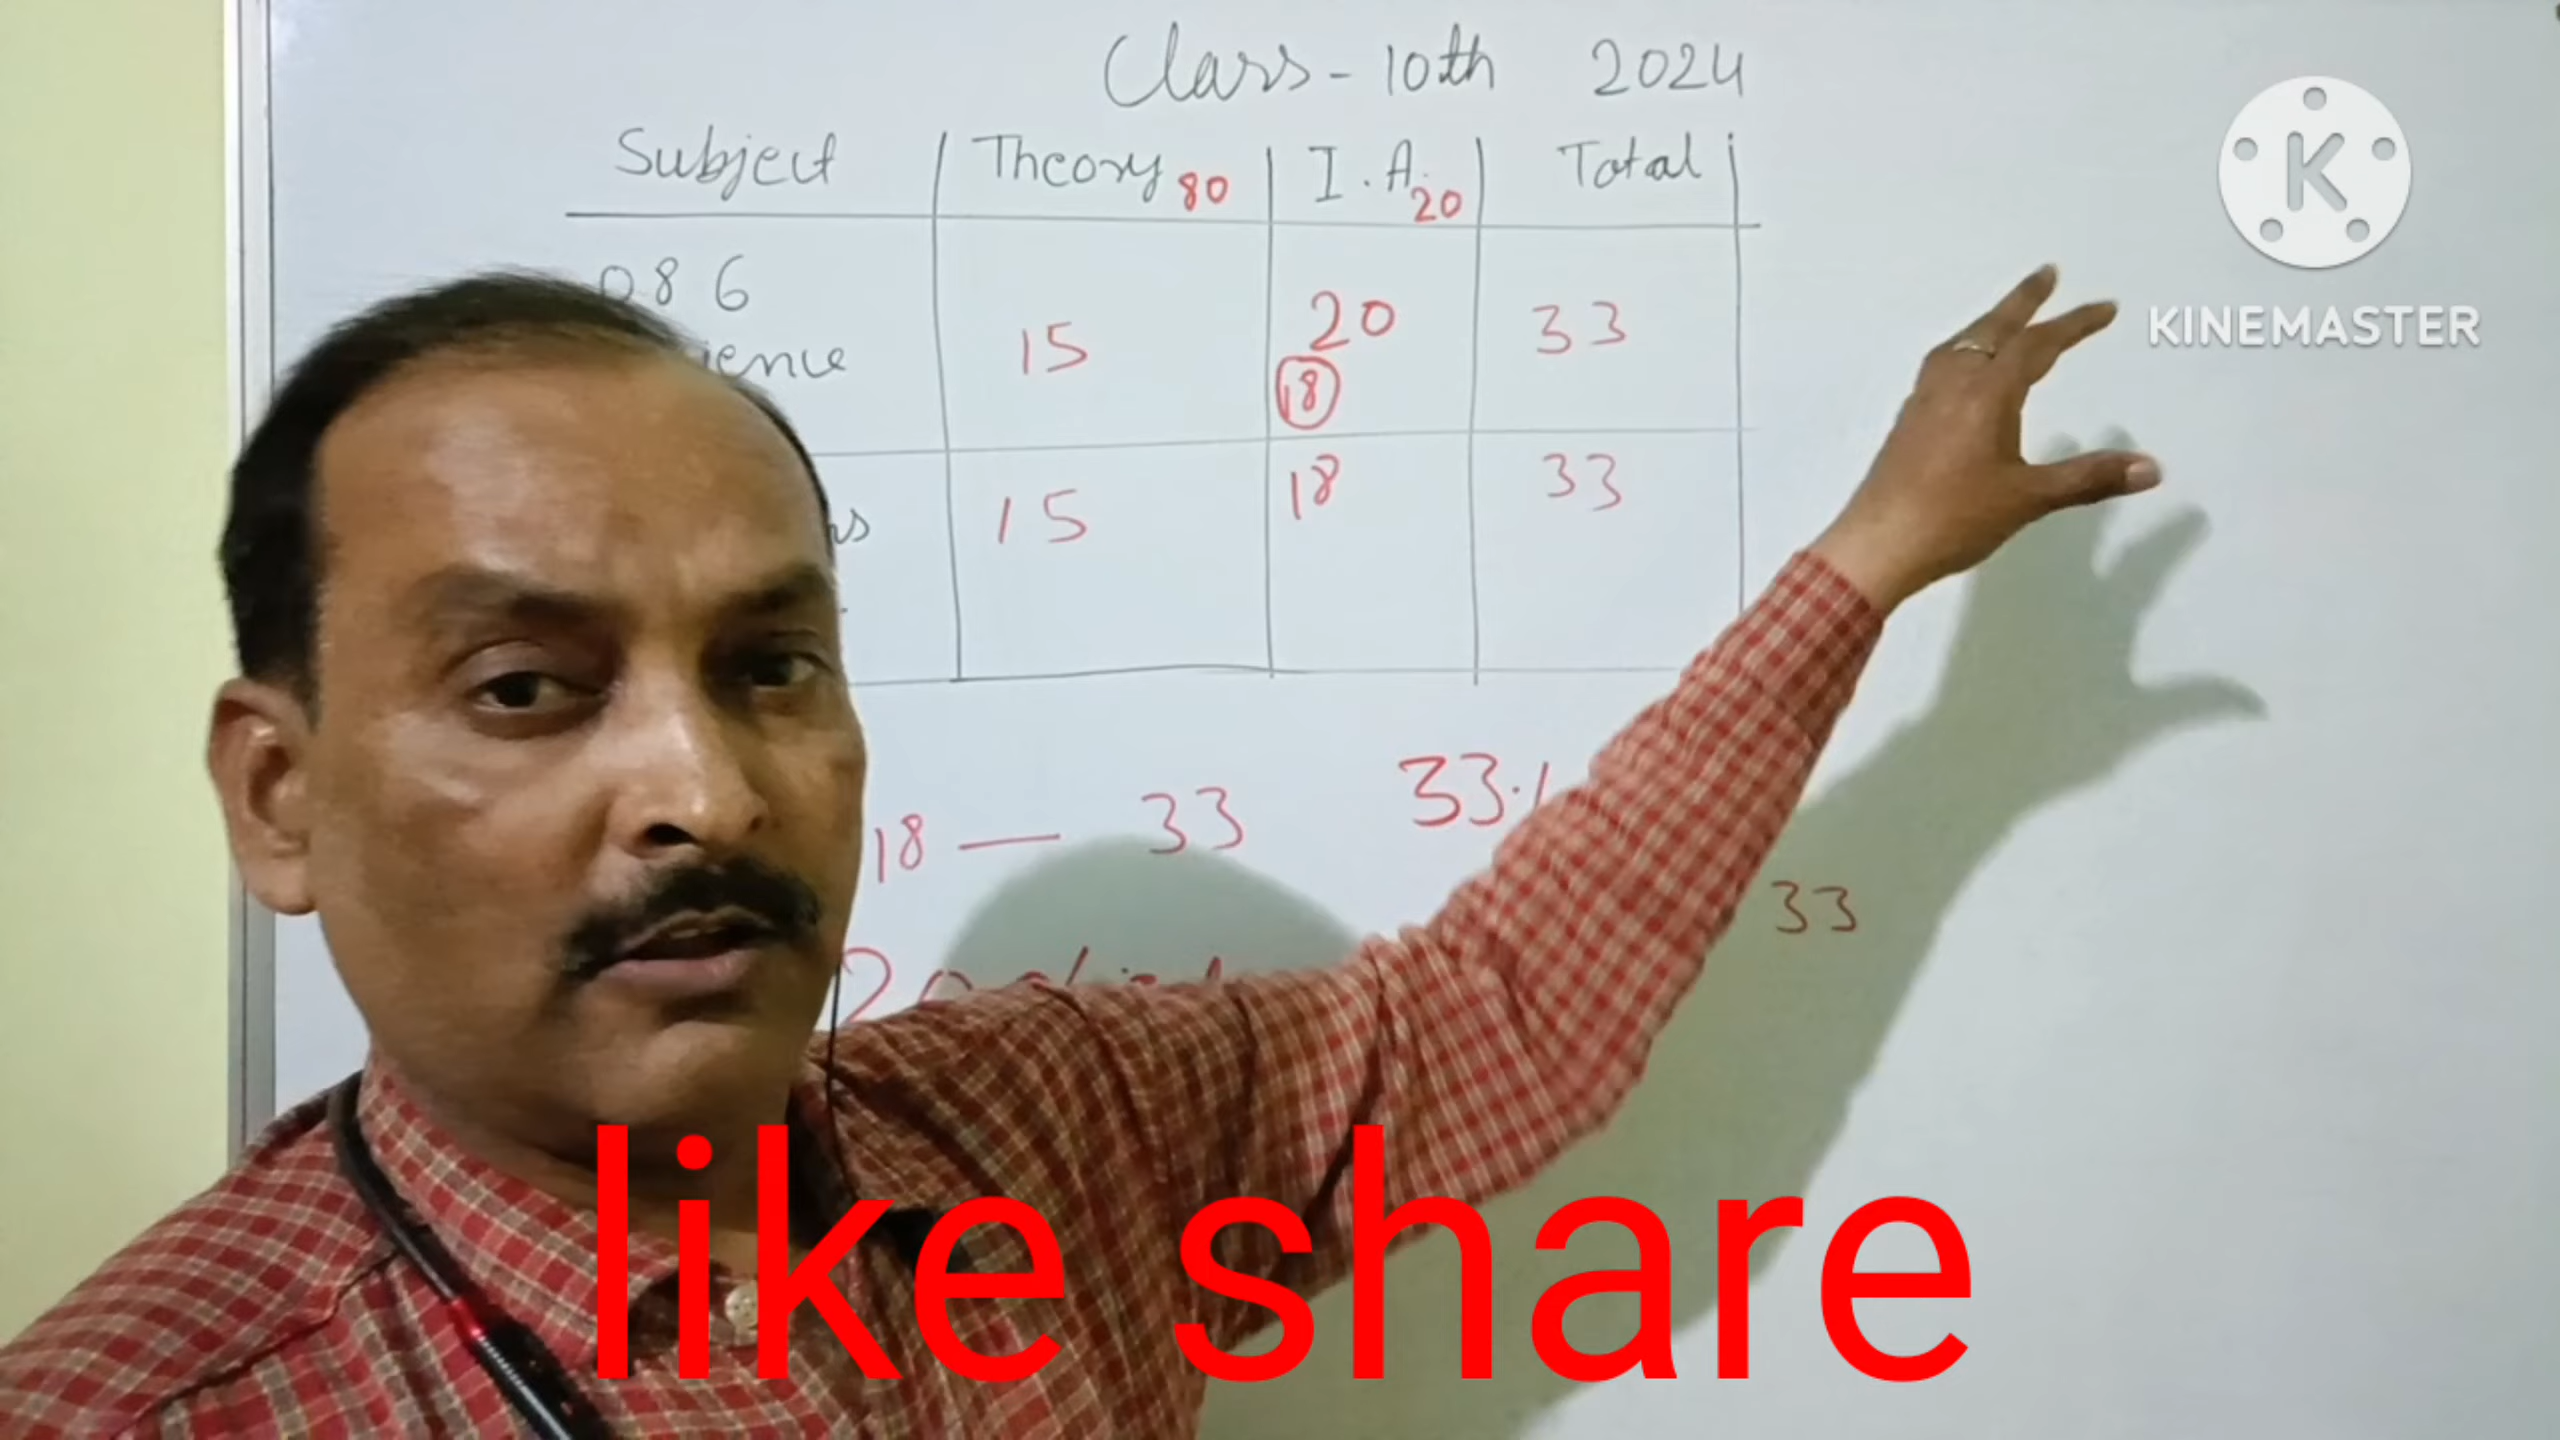 Class - 10th 2024
Subject Theory 80 I.A. 20 Total
086
15 20 33
18
15 18 33
18 — 33 33
33
20
like share
K
KINEMASTER